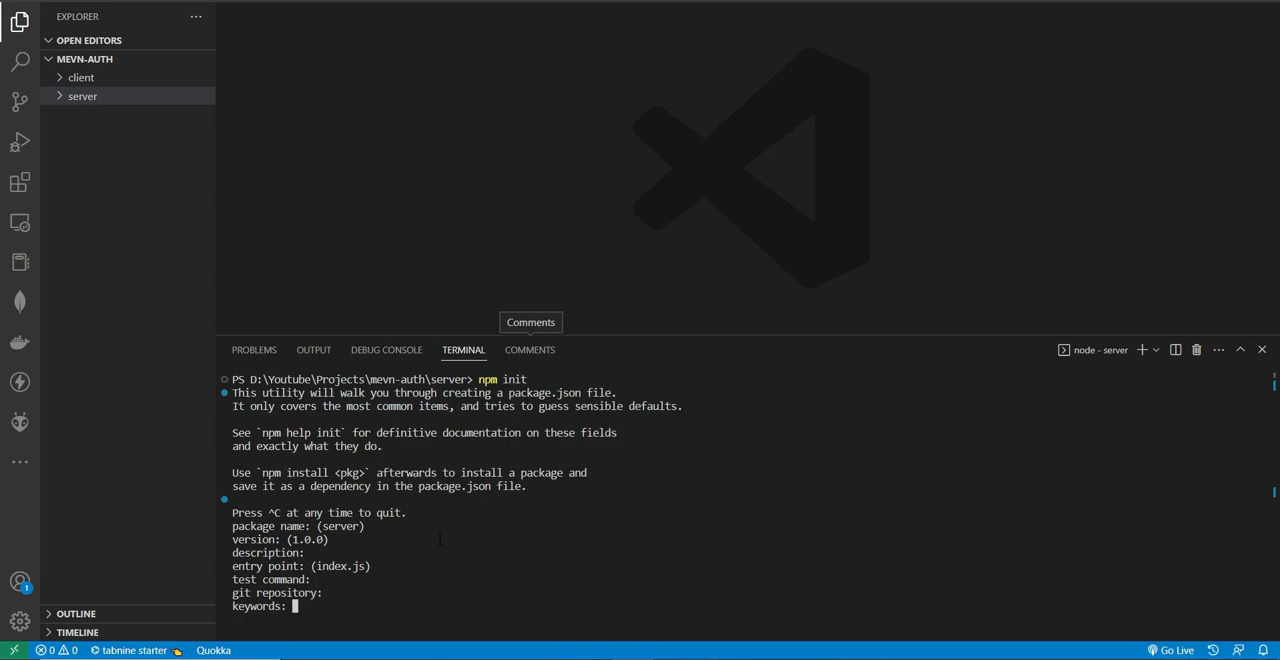 EXPLORER
OPEN EDITORS
MEVN-AUTH
client
server
OUTLINE
TIMELINE
Comments
PROBLEMS OUTPUT DEBUG CONSOLE TERMINAL COMMENTS node - server
PS D:\Youtube\Projects\mevn-auth\server> npm init
This utility will walk you through creating a package.json file.
It only covers the most common items, and tries to guess sensible defaults.
See `npm help init` for definitive documentation on these fields
and exactly what they do.
Use `npm install <pkg>` afterwards to install a package and
save it as a dependency in the package.json file.
Press ^C at any time to quit.
package name: (server)
version: (1.0.0)
description:
entry point: (index.js)
test command:
git repository:
keywords:
1
0 0 tabnine starter Quokka Go Live